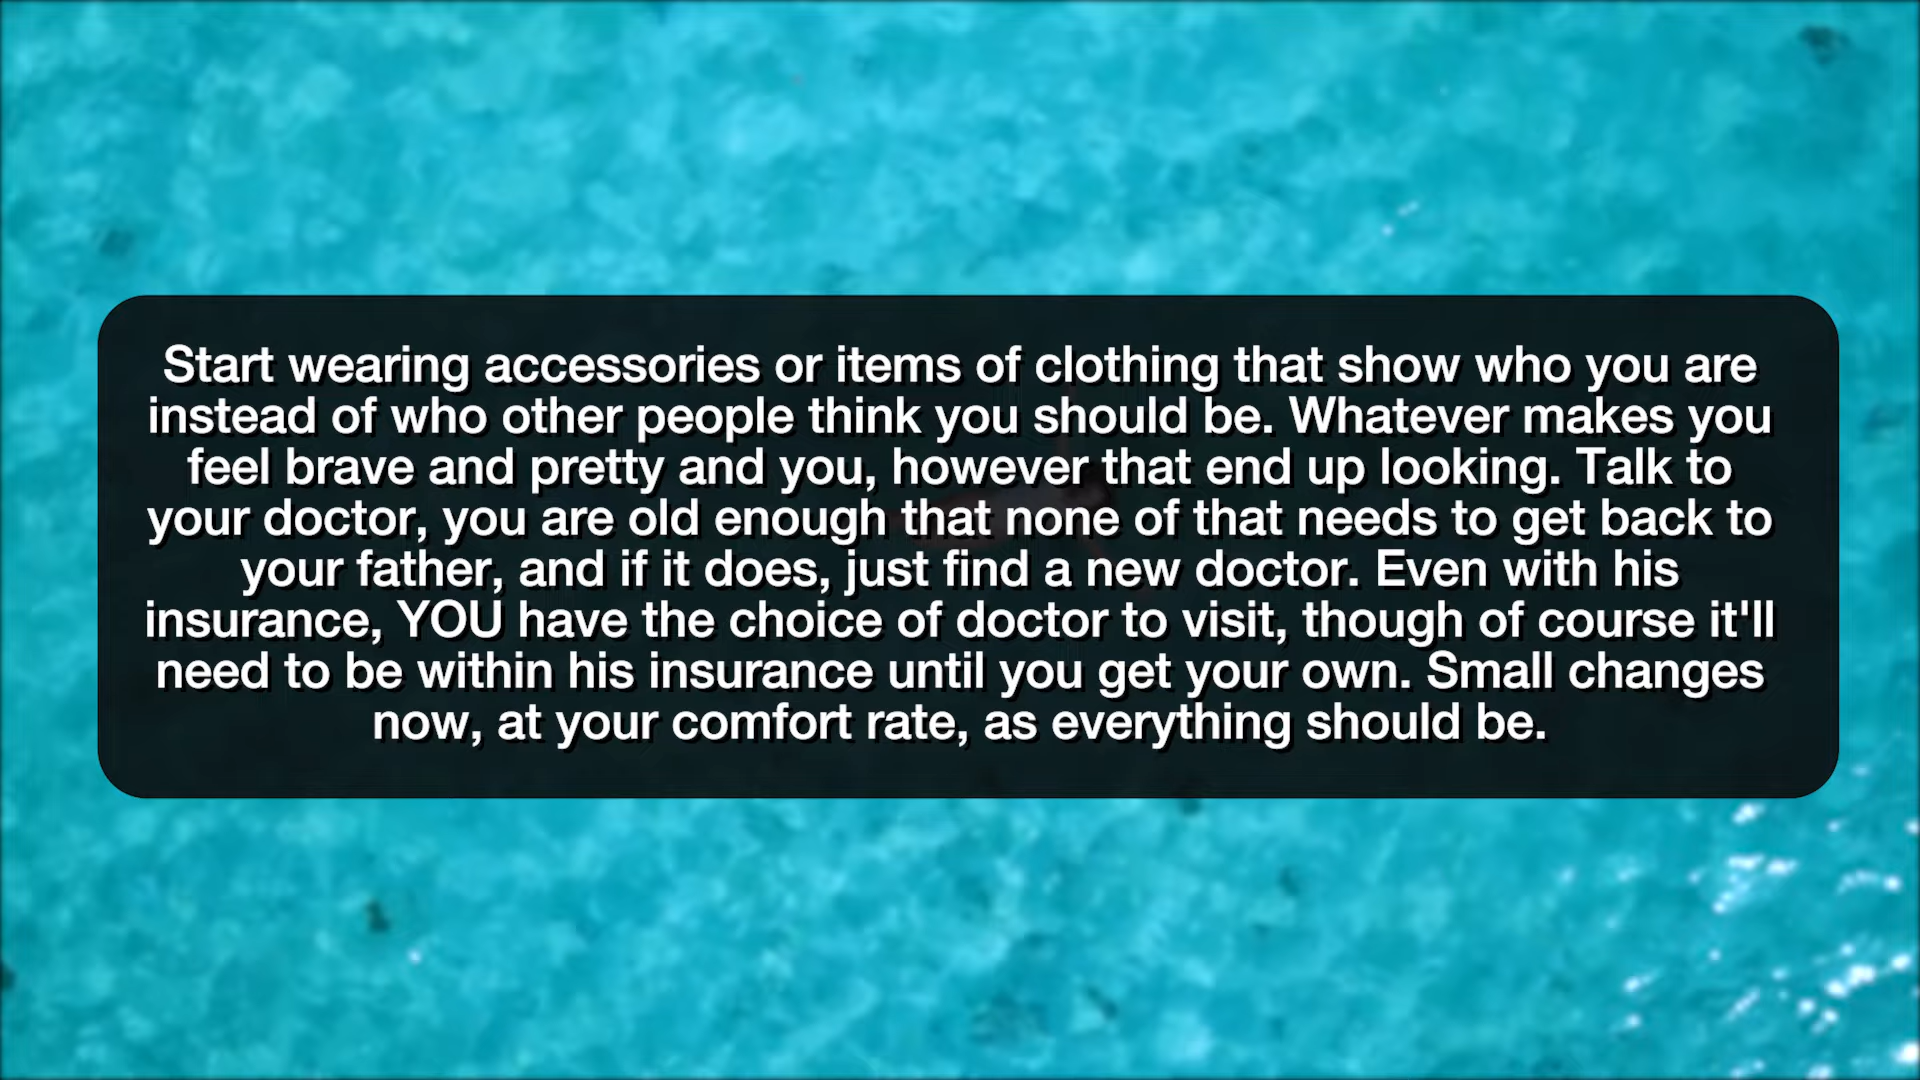 Start wearing accessories or items of clothing that show who you are
instead of who other people think you should be. Whatever makes you
feel brave and pretty and you, however that end up looking. Talk to
your doctor, you are old enough that none of that needs to get back to
your father, and if it does, just find a new doctor. Even with his
insurance, YOU have the choice of doctor to visit, though of course it'll
need to be within his insurance until you get your own. Small changes
now, at your comfort rate, as everything should be.